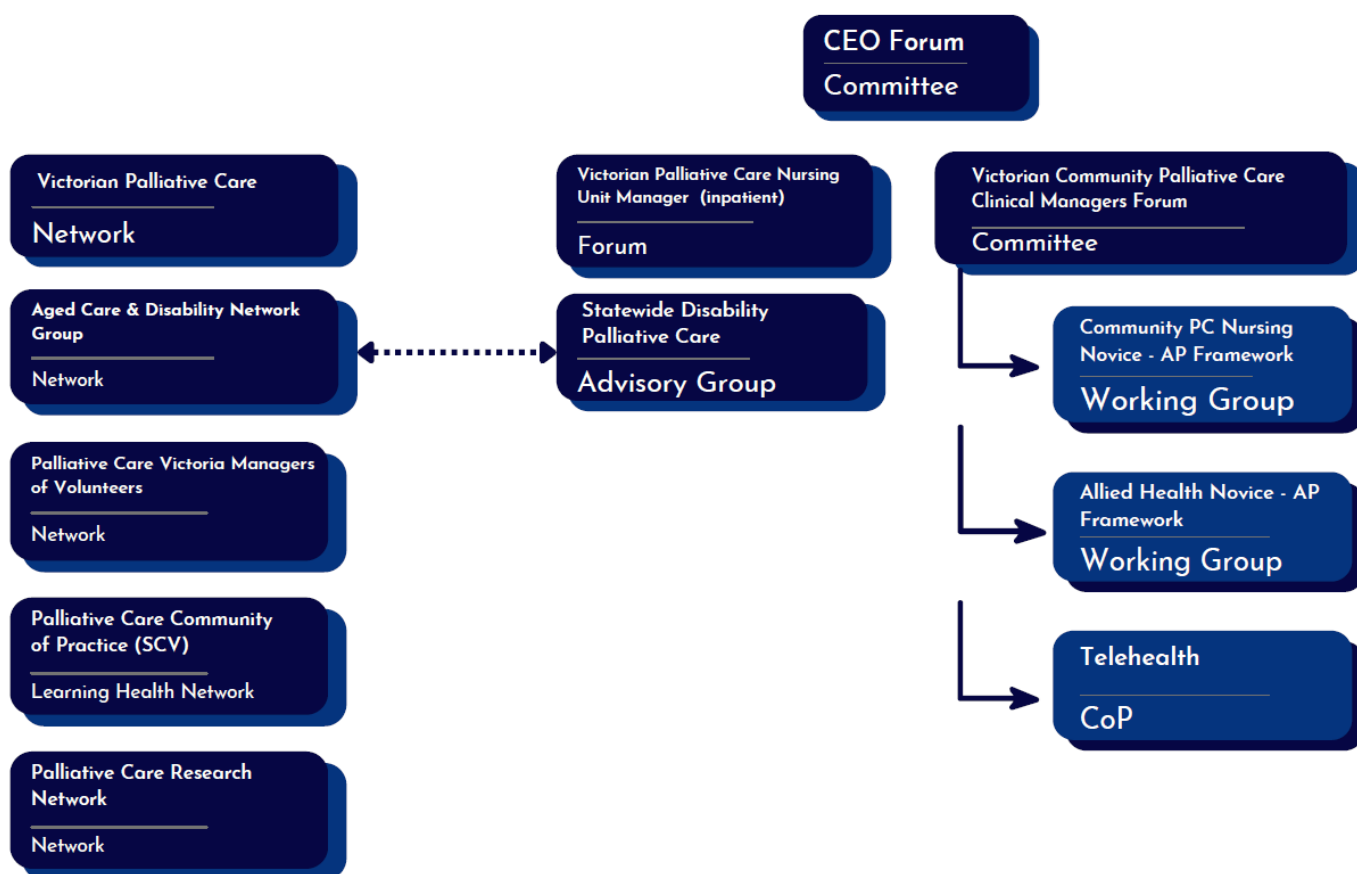 CEO Forum
Committee
Victorian Palliative Care
Network
Aged Care & Disability Network
Group
Network
Palliative Care Victoria Managers
of Volunteers
Network
Palliative Care Community
of Practice (SCV)
Learning Health Network
Palliative Care Research
Network
Network
Victorian Palliative Care Nursing
Unit Manager (inpatient)
Forum
Statewide Disability
Palliative Care
Advisory Group
Victorian Community Palliative Care
Clinical Managers Forum
Committee
Community PC Nursing
Novice - AP Framework
Working Group
Allied Health Novice - AP
Framework
Working Group
Telehealth
CoP